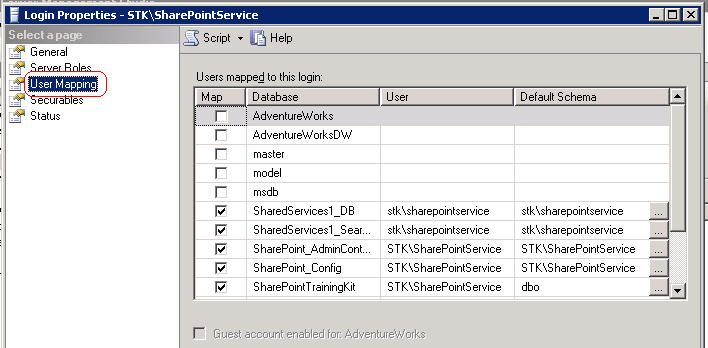 Login Properties - STK\SharePointService
Select a page
General
Server Roles
User Mapping
Securables
Status
Script Help
Users mapped to this login:
Map Database User Default Schema
AdventureWorks
AdventureWorksDW
master
model
msdb
SharedServices1_DB stk\sharepointservice stk\sharepointservice ...
SharedServices1_Sear... stk\sharepointservice stk\sharepointservice ...
SharePoint_AdminCont... STK\SharePointService STK\SharePointService ...
SharePoint_Config STK\SharePointService STK\SharePointService ...
SharePointTrainingKit STK\SharePointService dbo ...
Guest account enabled for: AdventureWorks